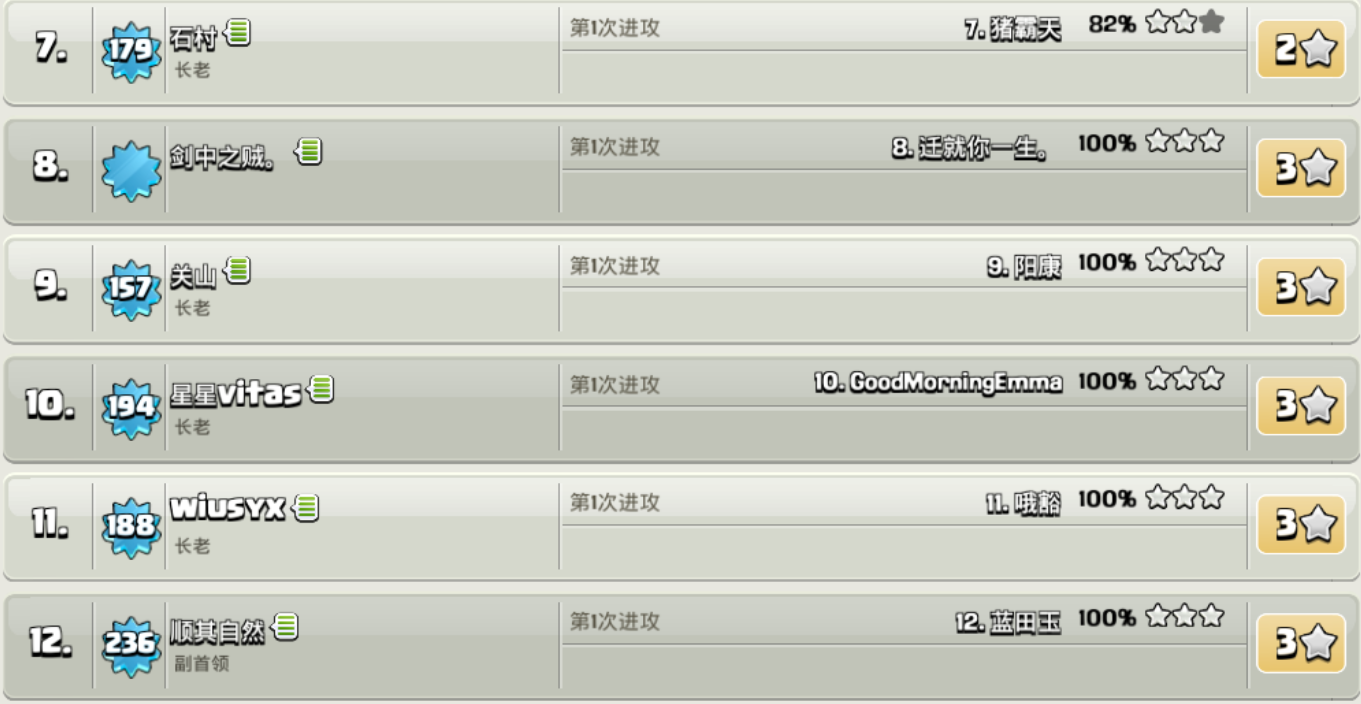 7. 179 石村 第1次进攻 7. 猪霸天 82% 2
长老
8. 剑中之贼。 第1次进攻 8. 迁就你一生。 100% 3
9. 157 关山 第1次进攻 9. 阳康 100% 3
长老
10. 194 星星vitas 第1次进攻 10. GoodMorningEmma 100% 3
长老
11. 188 wiusyx 第1次进攻 11. 哦豁 100% 3
长老
12. 236 顺其自然 第1次进攻 12. 蓝田玉 100% 3
副首领